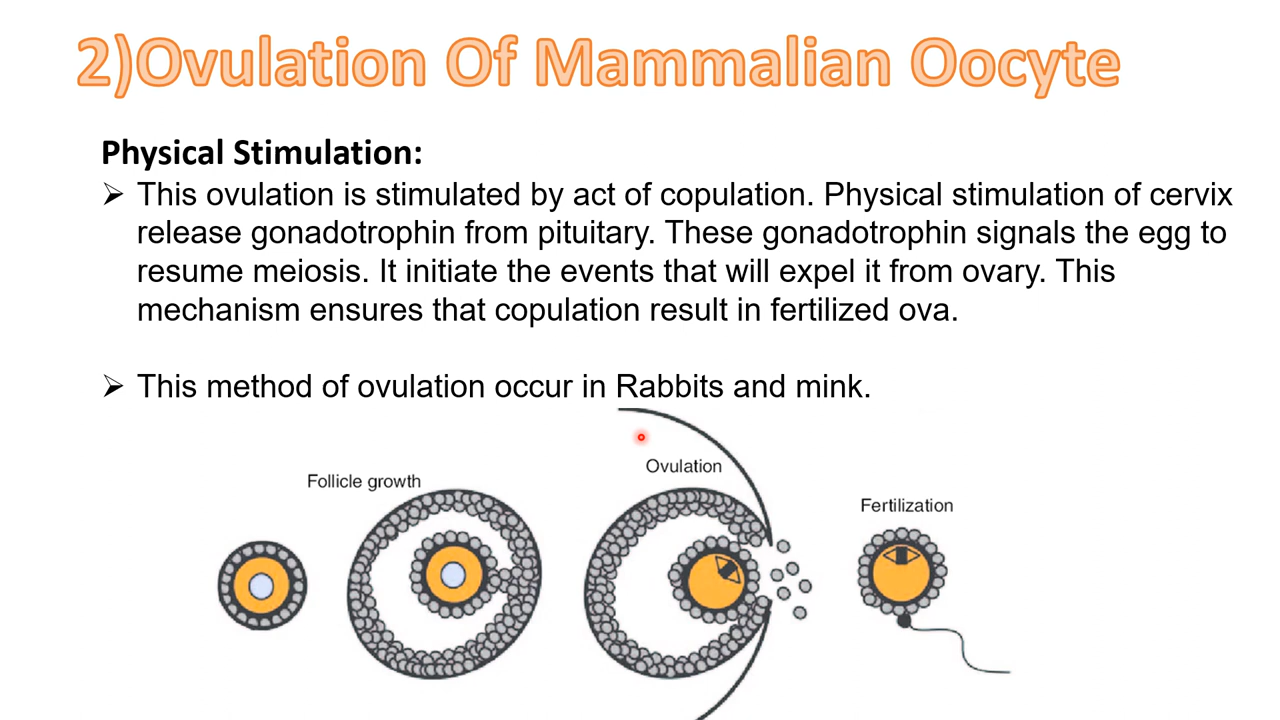 2)Ovulation Of Mammalian Oocyte
Physical Stimulation:
➢ This ovulation is stimulated by act of copulation. Physical stimulation of cervix
release gonadotrophin from pituitary. These gonadotrophin signals the egg to
resume meiosis. It initiate the events that will expel it from ovary. This
mechanism ensures that copulation result in fertilized ova.
➢ This method of ovulation occur in Rabbits and mink.
Follicle growth
Ovulation
Fertilization